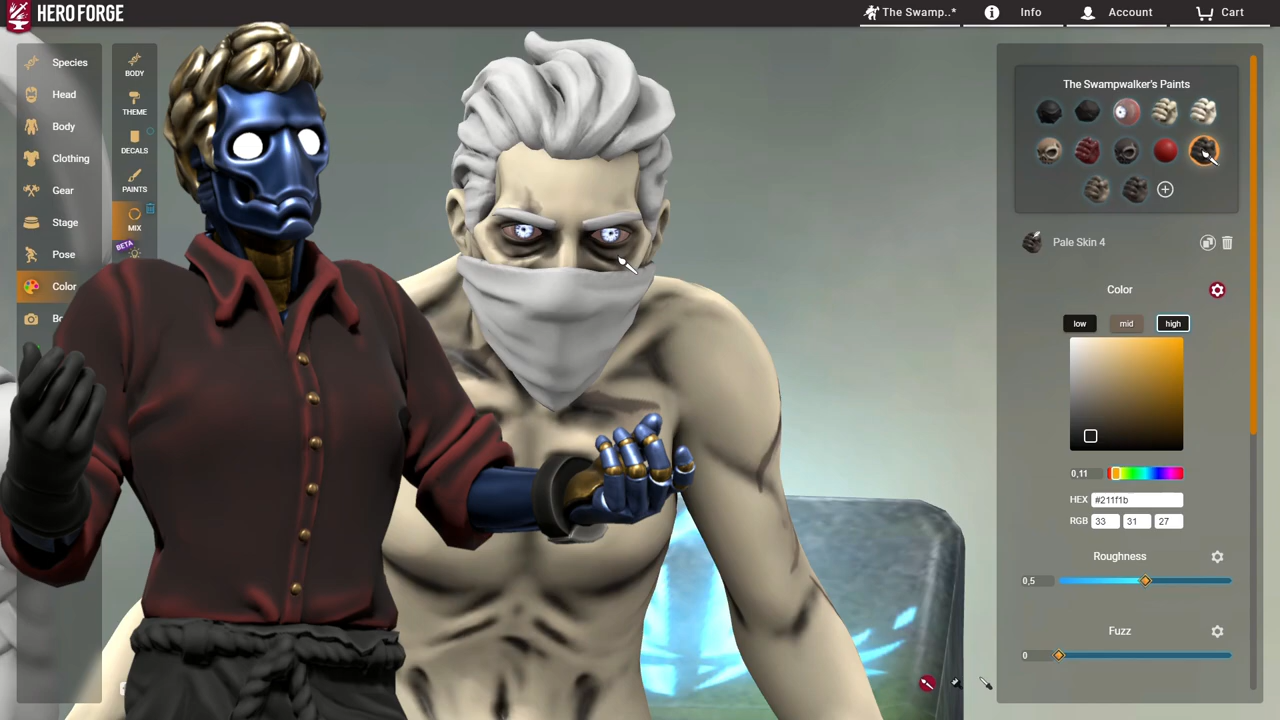 HERO FORGE
The Swamp..*
Info
Account
Cart
Species
Head
Body
Clothing
Gear
Stage
Pose
Color
Bo
BODY
THEME
DECALS
PAINTS
MIX
BETA
The Swampwalker's Paints
Pale Skin 4
Color
low mid high
0,11
HEX #211f1b
RGB 33 31 27
Roughness
0,5
Fuzz
0